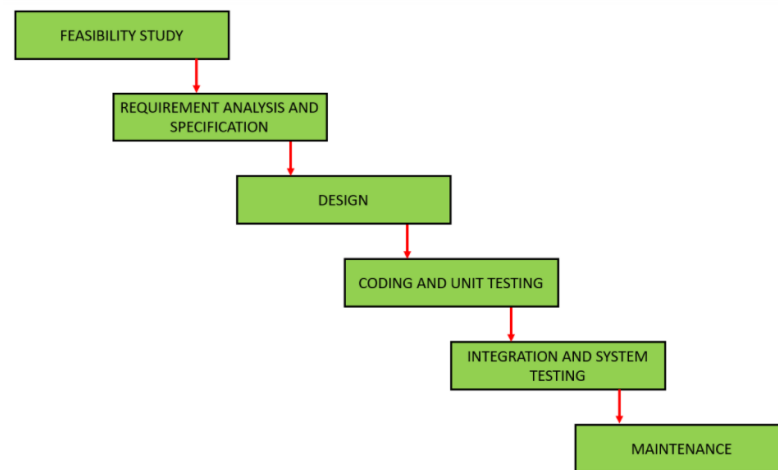 FEASIBILITY STUDY
REQUIREMENT ANALYSIS AND
SPECIFICATION
DESIGN
CODING AND UNIT TESTING
INTEGRATION AND SYSTEM
TESTING
MAINTENANCE